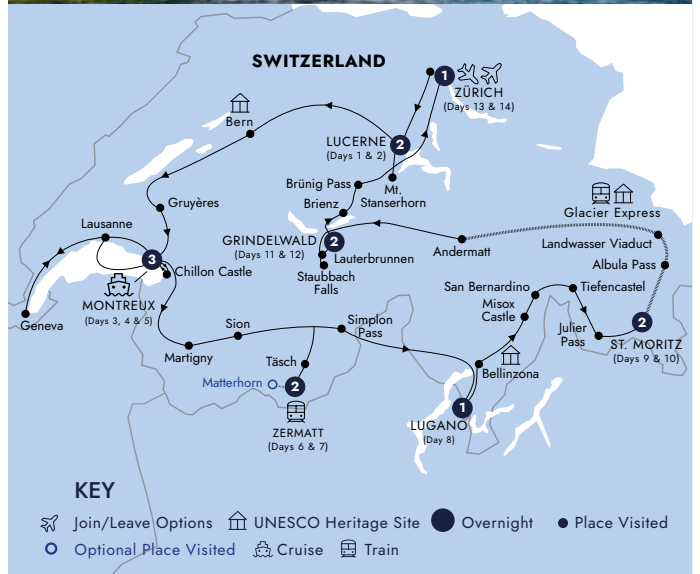 SWITZERLAND
1
ZÜRICH
(Days 13 & 14)
Bern
LUCERNE
(Days 1 & 2)
2
Brünig Pass
Mt.
Stanserhorn
Brienz
Gruyères
Glacier Express
Lausanne
GRINDELWALD
(Days 11 & 12)
2
Lauterbrunnen
Staubbach
Falls
Andermatt
Landwasser Viaduct
Albula Pass
3
Chillon Castle
MONTREUX
(Days 3, 4 & 5)
Geneva
San Bernardino
Misox
Castle
Tiefencastel
Julier
Pass
2
ST. MORITZ
(Days 9 & 10)
Sion
Simplon
Pass
Martigny
Täsch
Bellinzona
Matterhorn
2
ZERMATT
(Days 6 & 7)
1
LUGANO
(Day 8)
KEY
Join/Leave Options
UNESCO Heritage Site
Overnight
Place Visited
Optional Place Visited
Cruise
Train